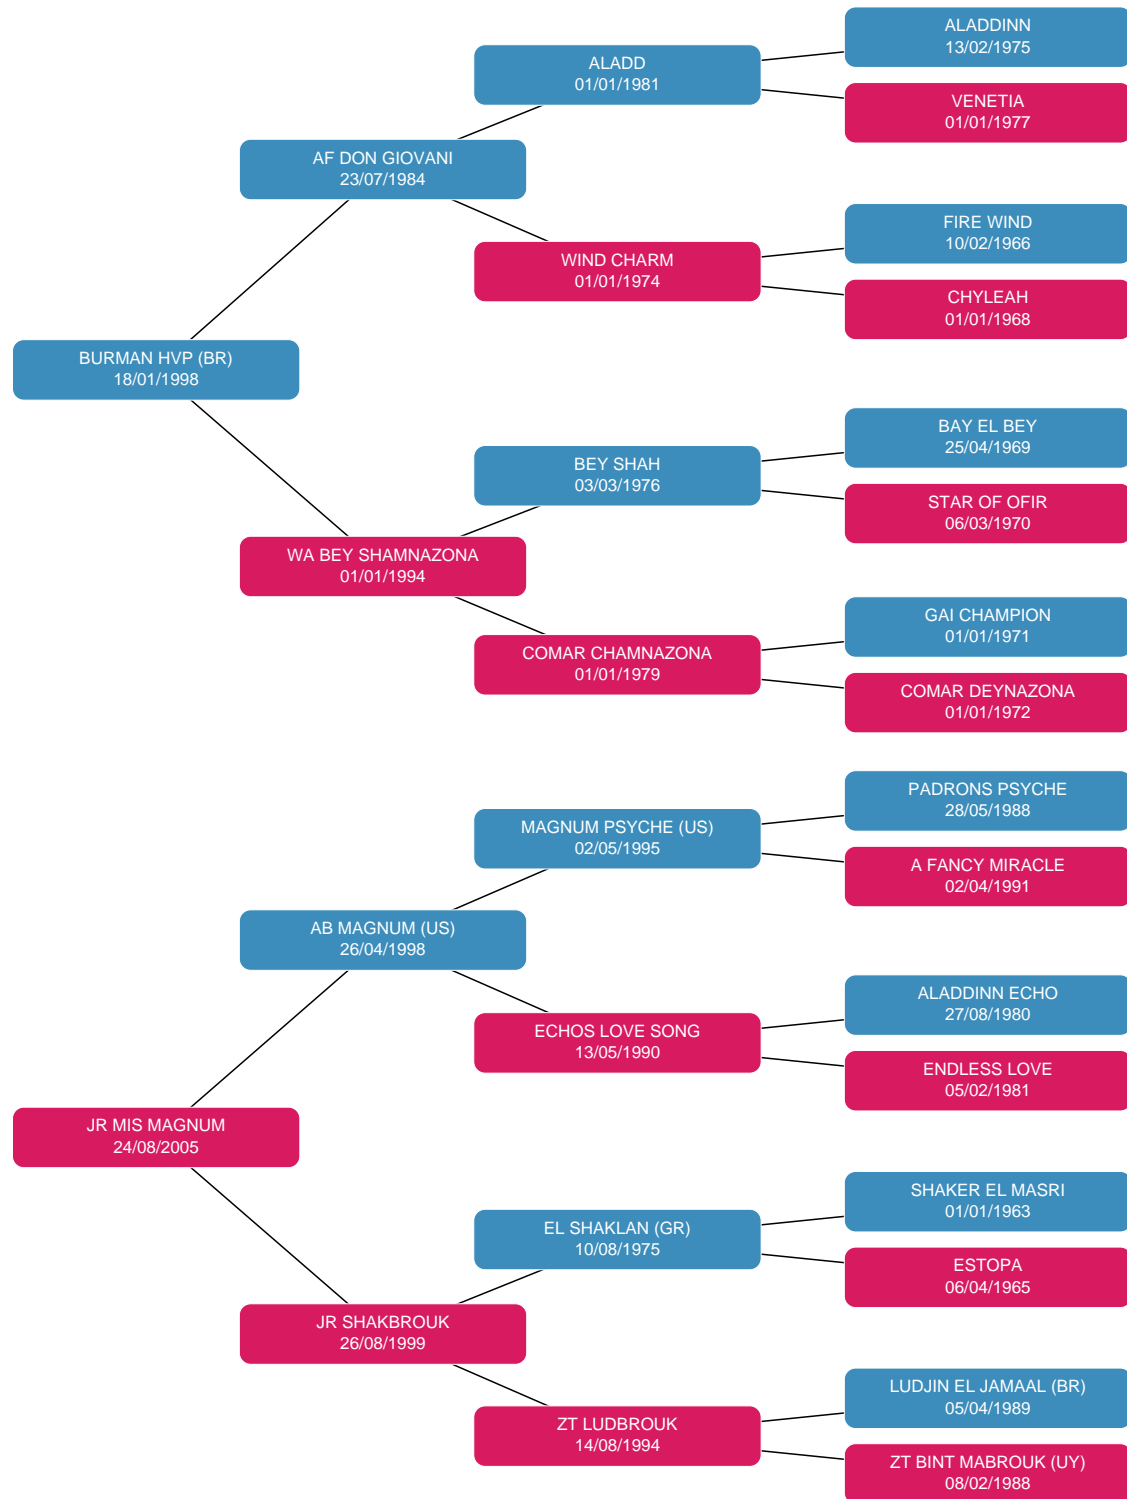 ALADDINN
13/02/1975
ALADD
01/01/1981
VENETIA
01/01/1977
AF DON GIOVANI
23/07/1984
FIRE WIND
10/02/1966
WIND CHARM
01/01/1974
CHYLEAH
01/01/1968
BURMAN HVP (BR)
18/01/1998
BAY EL BEY
25/04/1969
BEY SHAH
03/03/1976
STAR OF OFIR
06/03/1970
WA BEY SHAMNAZONA
01/01/1994
GAI CHAMPION
01/01/1971
COMAR CHAMNAZONA
01/01/1979
COMAR DEYNAZONA
01/01/1972
PADRONS PSYCHE
28/05/1988
MAGNUM PSYCHE (US)
02/05/1995
A FANCY MIRACLE
02/04/1991
AB MAGNUM (US)
26/04/1998
ALADDINN ECHO
27/08/1980
ECHOS LOVE SONG
13/05/1990
ENDLESS LOVE
05/02/1981
JR MIS MAGNUM
24/08/2005
SHAKER EL MASRI
01/01/1963
EL SHAKLAN (GR)
10/08/1975
ESTOPA
06/04/1965
JR SHAKBROUK
26/08/1999
LUDJIN EL JAMAAL (BR)
05/04/1989
ZT LUDBROUK
14/08/1994
ZT BINT MABROUK (UY)
08/02/1988